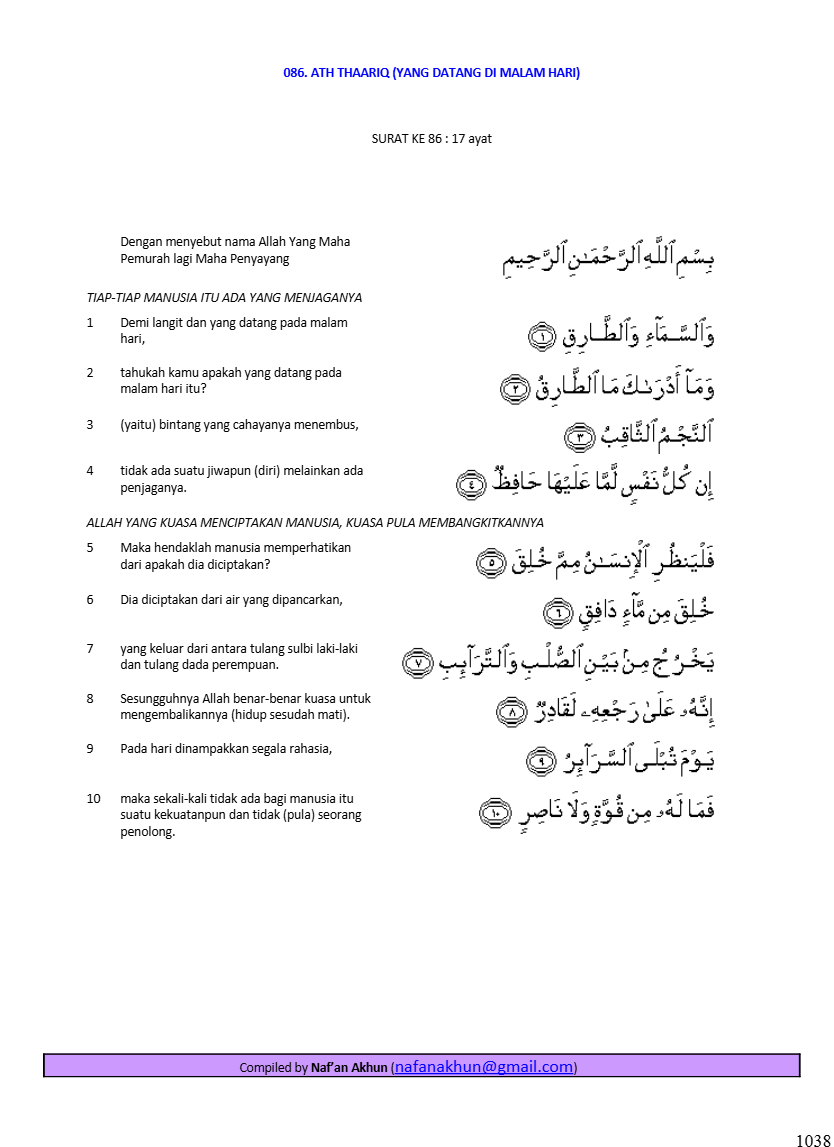 086. ATH THAARIQ (YANG DATANG DI MALAM HARI)
SURAT KE 86 : 17 ayat
Dengan menyebut nama Allah Yang Maha
Pemurah lagi Maha Penyayang
بِسْمِ ٱللَّهِ ٱلرَّحْمَـٰنِ ٱلرَّحِيمِ
TIAP-TIAP MANUSIA ITU ADA YANG MENJAGANYA
1 Demi langit dan yang datang pada malam
hari,
وَٱلسَّمَآءِ وَٱلطَّارِقِ ١
2 tahukah kamu apakah yang datang pada
malam hari itu?
وَمَآ أَدْرَىٰكَ مَا ٱلطَّارِقُ ٢
3 (yaitu) bintang yang cahayanya menembus,
ٱلنَّجْمُ ٱلثَّاقِبُ ٣
4 tidak ada suatu jiwapun (diri) melainkan ada
penjaganya.
إِن كُلُّ نَفْسٍ لَّمَّا عَلَيْهَا حَافِظٌ ٤
ALLAH YANG KUASA MENCIPTAKAN MANUSIA, KUASA PULA MEMBANGKITKANNYA
5 Maka hendaklah manusia memperhatikan
dari apakah dia diciptakan?
فَلْيَنظُرِ ٱلْإِنسَـٰنُ مِمَّ خُلِقَ ٥
6 Dia diciptakan dari air yang dipancarkan,
خُلِقَ مِن مَّآءٍ دَافِقٍ ٦
7 yang keluar dari antara tulang sulbi laki-laki
dan tulang dada perempuan.
يَخْرُجُ مِنۢ بَيْنِ ٱلصُّلْبِ وَٱلتَّرَآئِبِ ٧
8 Sesungguhnya Allah benar-benar kuasa untuk
mengembalikannya (hidup sesudah mati).
إِنَّهُۥ عَلَىٰ رَجْعِهِۦ لَقَادِرٌ ٨
9 Pada hari dinampakkan segala rahasia,
يَوْمَ تُبْلَى ٱلسَّرَآئِرُ ٩
10 maka sekali-kali tidak ada bagi manusia itu
suatu kekuatanpun dan tidak (pula) seorang
penolong.
فَمَا لَهُۥ مِن قُوَّةٍ وَلَا نَاصِرٍ ١٠
Compiled by Naf’an Akhun (nafanakhun@gmail.com)
1038